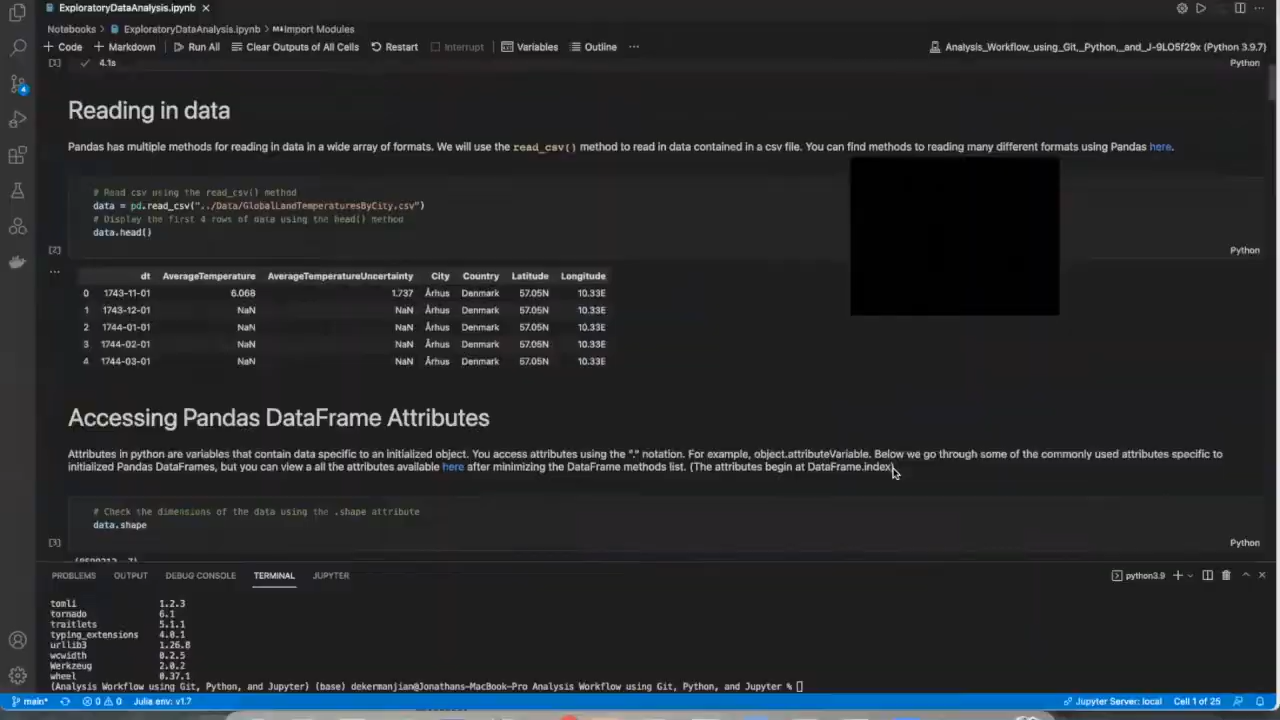 ExploratoryDataAnalysis.ipynb ×
Notebooks > ExploratoryDataAnalysis.ipynb > Import Modules
+ Code + Markdown Run All Clear Outputs of All Cells Restart Interrupt Variables Outline ... Analysis_Workflow_using_Git,_Python,_and_J-9LO5f29x (Python 3.9.7)
[3] ✓ 4.1s Python
Reading in data
Pandas has multiple methods for reading in data in a wide array of formats. We will use the read_csv() method to read in data contained in a csv file. You can find methods to reading many different formats using Pandas here.
# Read csv using the read_csv() method
data = pd.read_csv("../Data/GlobalLandTemperaturesByCity.csv")
# Display the first 4 rows of data using the head() method
data.head()
[2] Python
...
dt AverageTemperature AverageTemperatureUncertainty City Country Latitude Longitude
0 1743-11-01 6.068 1.737 Århus Denmark 57.05N 10.33E
1 1743-12-01 NaN NaN Århus Denmark 57.05N 10.33E
2 1744-01-01 NaN NaN Århus Denmark 57.05N 10.33E
3 1744-02-01 NaN NaN Århus Denmark 57.05N 10.33E
4 1744-03-01 NaN NaN Århus Denmark 57.05N 10.33E
Accessing Pandas DataFrame Attributes
Attributes in python are variables that contain data specific to an initialized object. You access attributes using the "." notation. For example, object.attributeVariable. Below we go through some of the commonly used attributes specific to
initialized Pandas DataFrames, but you can view a all the attributes available here after minimizing the DataFrame methods list. (The attributes begin at DataFrame.index)
# Check the dimensions of the data using the .shape attribute
data.shape
[3] Python
PROBLEMS OUTPUT DEBUG CONSOLE TERMINAL JUPYTER python3.9
tomli 1.2.3
tornado 6.1
traitlets 5.1.1
typing_extensions 4.0.1
urllib3 1.26.8
wcwidth 0.2.5
Werkzeug 2.0.2
wheel 0.37.1
(Analysis Workflow using Git, Python, and Jupyter) (base) dekermanjian@Jonathans-MacBook-Pro Analysis Workflow using Git, Python, and Jupyter %
4
main* 0 0 Julia env: v1.7 Jupyter Server: local Cell 1 of 25